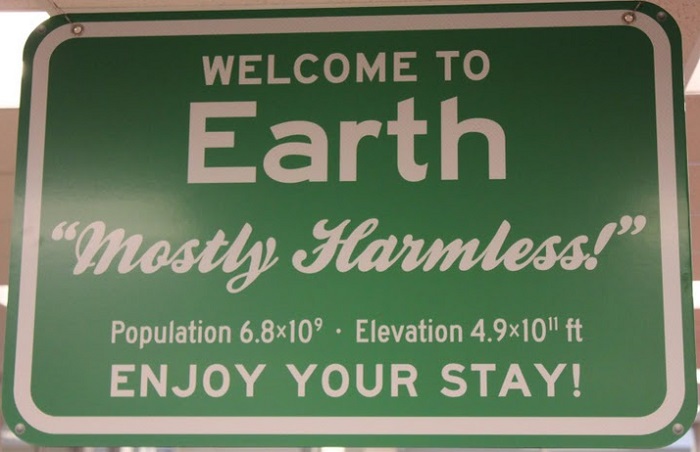 WELCOME TO
Earth
“Mostly Harmless!”
Population 6.8×10⁹ · Elevation 4.9×10¹¹ ft
ENJOY YOUR STAY!